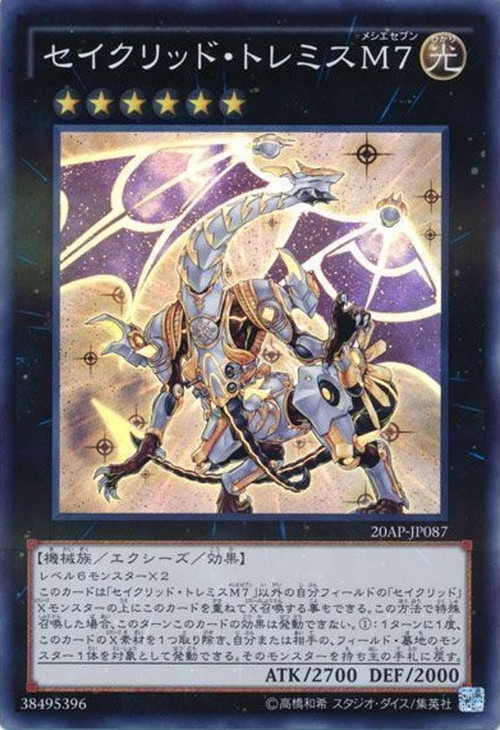 メシエセブン
セイクリッド・トレミスM7
ひかり
光
20AP-JP087
【機械族/エクシーズ/効果】
レベル6モンスター×2
このカードは「セイクリッド・トレミスM7」以外の自分フィールドの「セイクリッド」
Xモンスターの上にこのカードを重ねてX召喚する事もできる。この方法で特殊
召喚した場合、このターンこのカードの効果は発動できない。①:1ターンに1度、
このカードのX素材を1つ取り除き、自分または相手の、フィールド・墓地のモン
スター1体を対象として発動できる。そのモンスターを持ち主の手札に戻す。
ATK/2700 DEF/2000
38495396
©高橋和希 スタジオ・ダイス/集英社